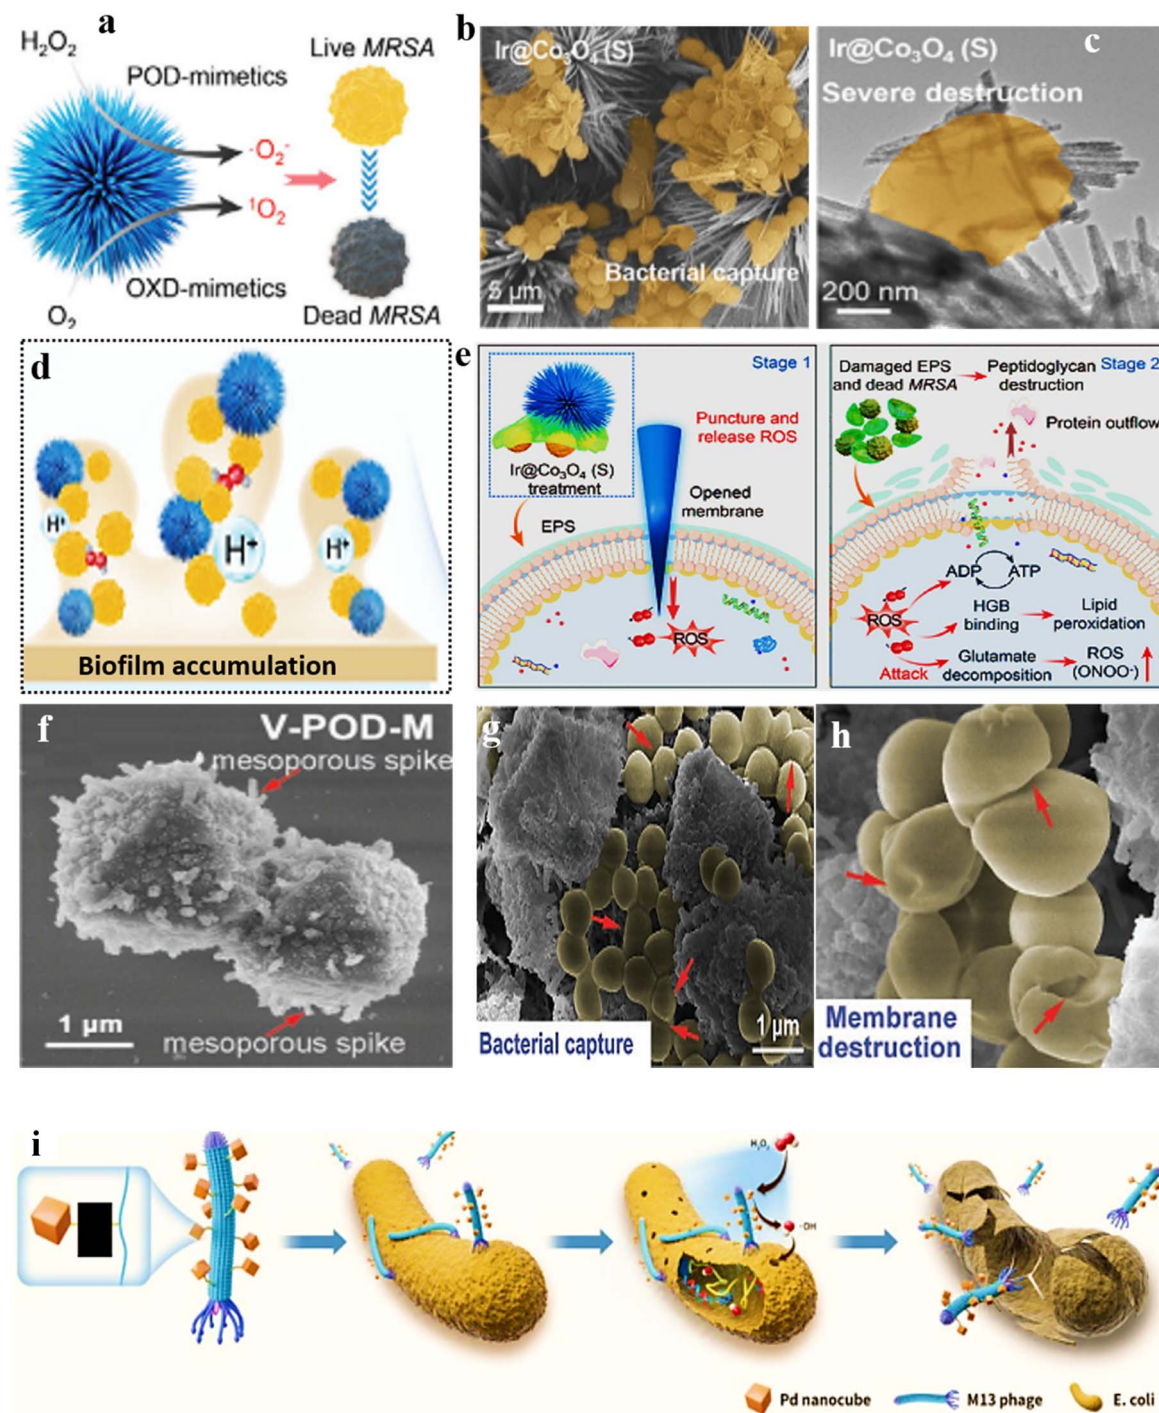 a
H₂O₂
POD-mimetics
·O₂⁻
¹O₂
OXD-mimetics
O₂
Live MRSA
Dead MRSA
b
Ir@Co₃O₄ (S)
Bacterial capture
5 μm
c
Ir@Co₃O₄ (S)
Severe destruction
200 nm
d
H⁺
H⁺
H⁺
Biofilm accumulation
e
Stage 1
Puncture and
release ROS
Ir@Co₃O₄ (S)
treatment
Opened
membrane
EPS
ROS
Stage 2
Damaged EPS
and dead MRSA
Peptidoglycan
destruction
Protein outflow
ADP
ATP
ROS
HGB
binding
Lipid
peroxidation
Attack
Glutamate
decomposition
ROS
(ONOO⁻)
f
V-POD-M
mesoporous spike
1 μm
mesoporous spike
g
Bacterial capture
1 μm
h
Membrane
destruction
i
H₂O₂
·OH
Pd nanocube
M13 phage
E. coli